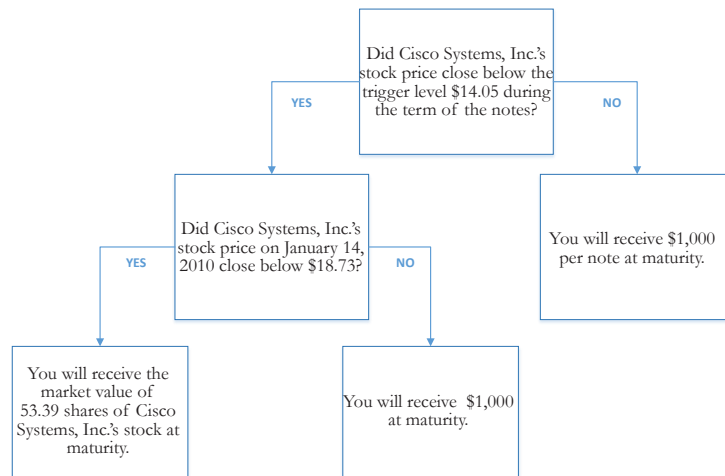 Did Cisco Systems, Inc.'s
stock price close below the
trigger level $14.05 during
the term of the notes?
YES
NO
Did Cisco Systems, Inc.'s
stock price on January 14,
2010 close below $18.73?
You will receive $1,000
per note at maturity.
YES
NO
You will receive the
market value of
53.39 shares of Cisco
Systems, Inc.'s stock at
maturity.
You will receive $1,000
at maturity.